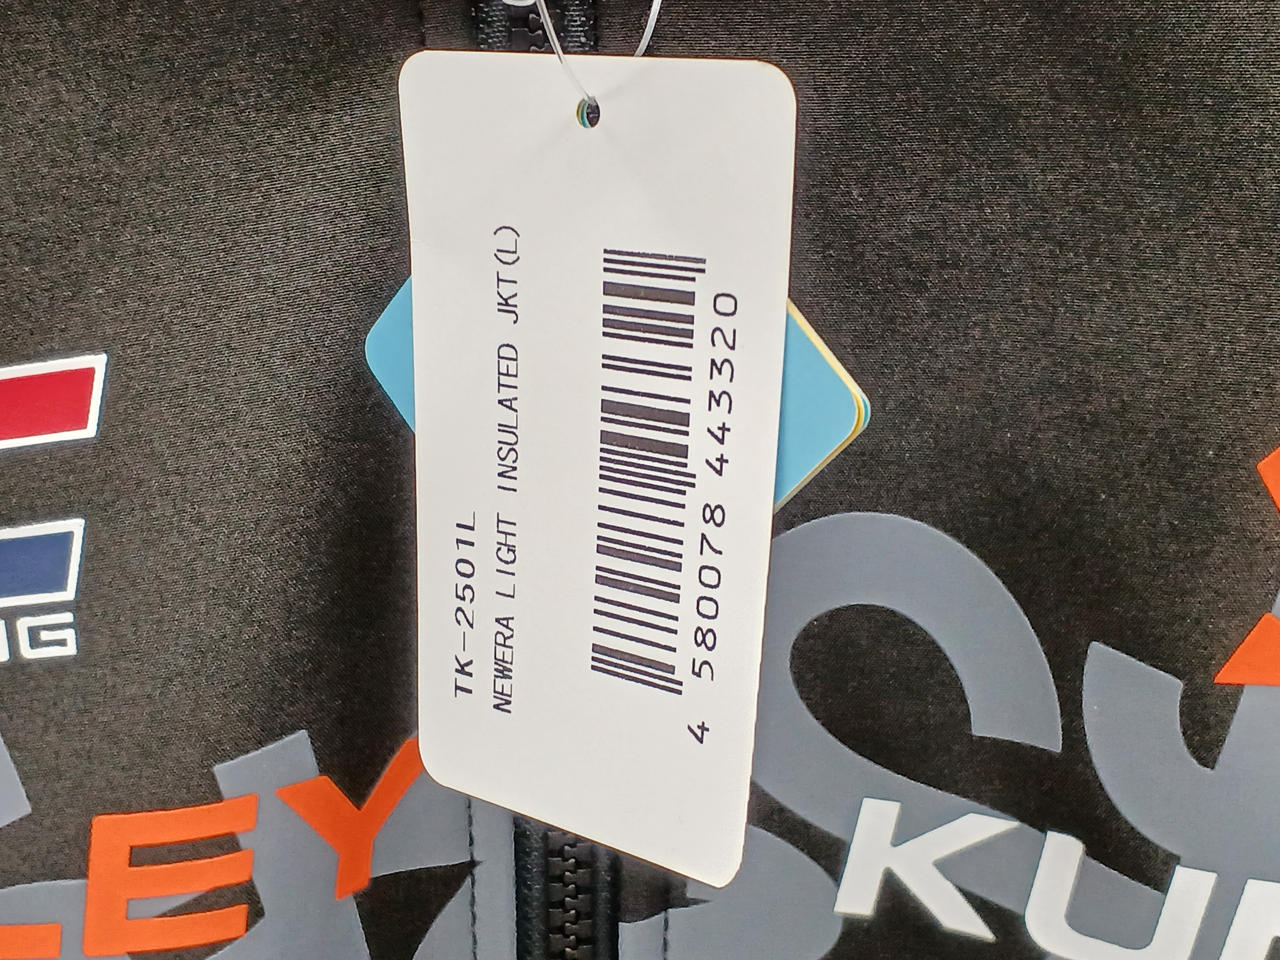 TK-2501L
NEWERA LIGHT INSULATED JKT(L)
4 580078 443320
EY
KU